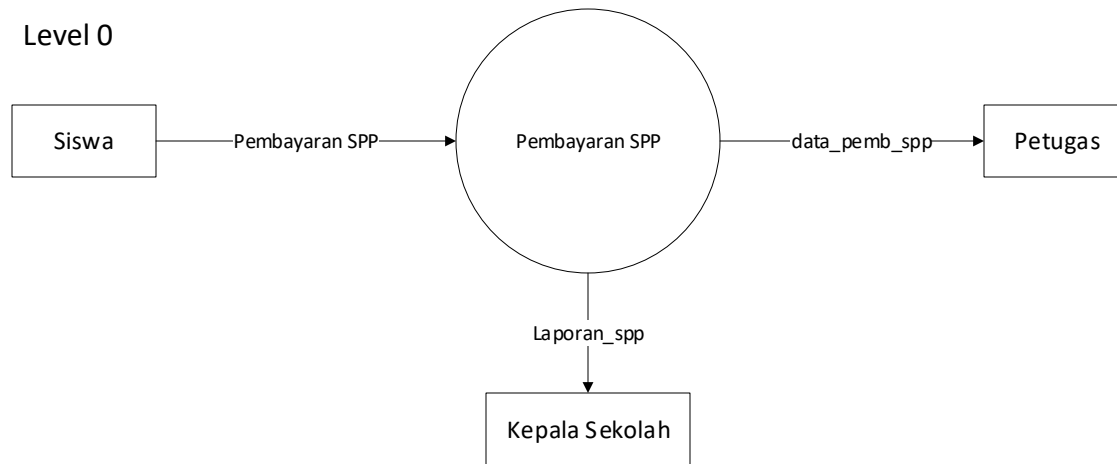 Level 0
Siswa
Pembayaran SPP
Pembayaran SPP
data_pemb_spp
Petugas
Laporan_spp
Kepala Sekolah